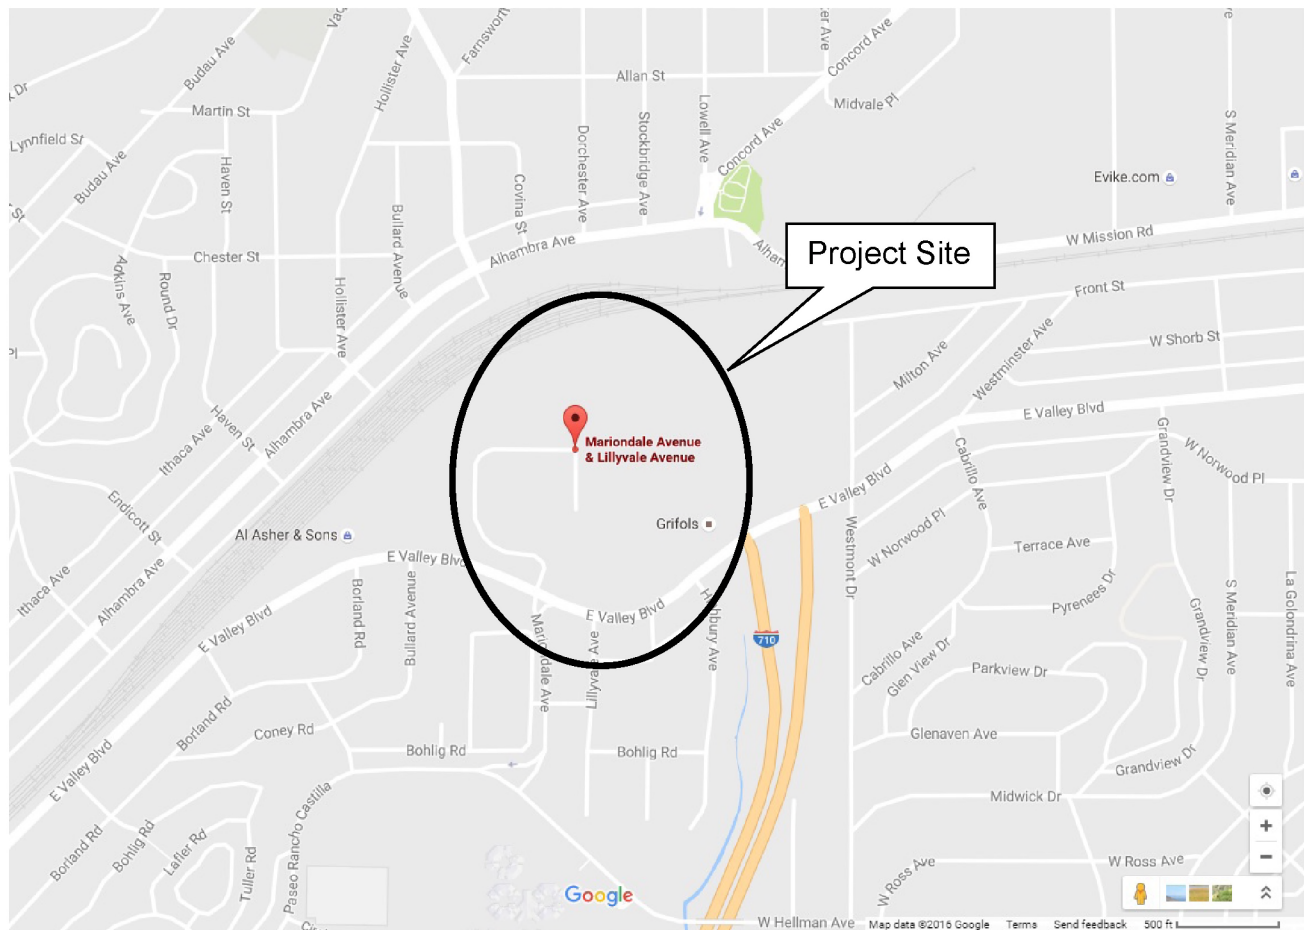 Budau Ave
Hollister Ave
Farnsworth
Concord Ave
Allan St
Martin St
Lowell Ave
Midvale Pl
Lynnfield St
Budau Ave
Haven St
Dorchester Ave
Stockbridge Ave
Concord Ave
S Meridian Ave
Evike.com
Covina St
Bullard Avenue
Alhambra Ave
W Mission Rd
Project Site
Chester St
Adkins Ave
Round Dr
Hollister Ave
Front St
W Shorb St
Milton Ave
Westminster Ave
E Valley Blvd
Haven St
Alhambra Ave
Ithaca Ave
Mariondale Avenue
& Lillyvale Avenue
Grandview Dr
W Norwood Pl
Cabrillo Ave
E Valley Blvd
Endicott St
Al Asher & Sons
Grifols
W Norwood Pl
Terrace Ave
Westmont Dr
E Valley Blvd
Ithaca Ave
Alhambra Ave
Borland Rd
Bullard Avenue
E Valley Blvd
E Valley Blvd
Highbury Ave
Pyrenees Dr
Grandview Dr
S Meridian Ave
La Golondrina Ave
710
Mariondale Ave
Lillyvale Ave
Cabrillo Ave
Glen View Dr
Parkview Dr
Borland Rd
Coney Rd
Bohlig Rd
Bohlig Rd
Glenaven Ave
Grandview Dr
E Valley Blvd
Midwick Dr
Paseo Rancho Castilla
Borland Rd
Bohlig Rd
Lafler Rd
Tuller Rd
W Ross Ave
W Ross Ave
Google
W Hellman Ave
Map data ©2015 Google
Terms
Send feedback
500 ft